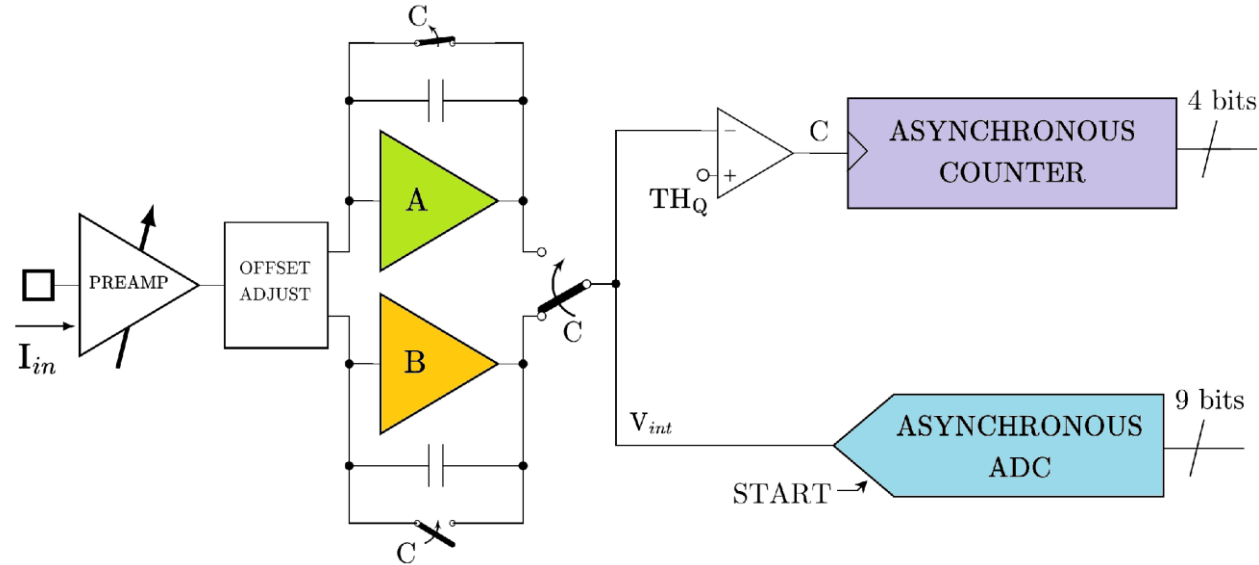 C
4 bits
ASYNCHRONOUS
COUNTER
C
−
+
TH_Q
A
PREAMP
OFFSET
ADJUST
I_in
C
B
V_int
9 bits
ASYNCHRONOUS
ADC
START
C